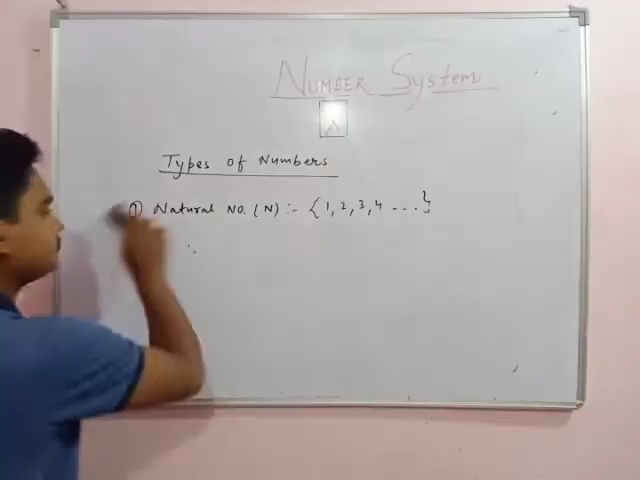 NUMBER System
A
Types of Numbers
① Natural NO. (N) :- {1, 2, 3, 4 ...}